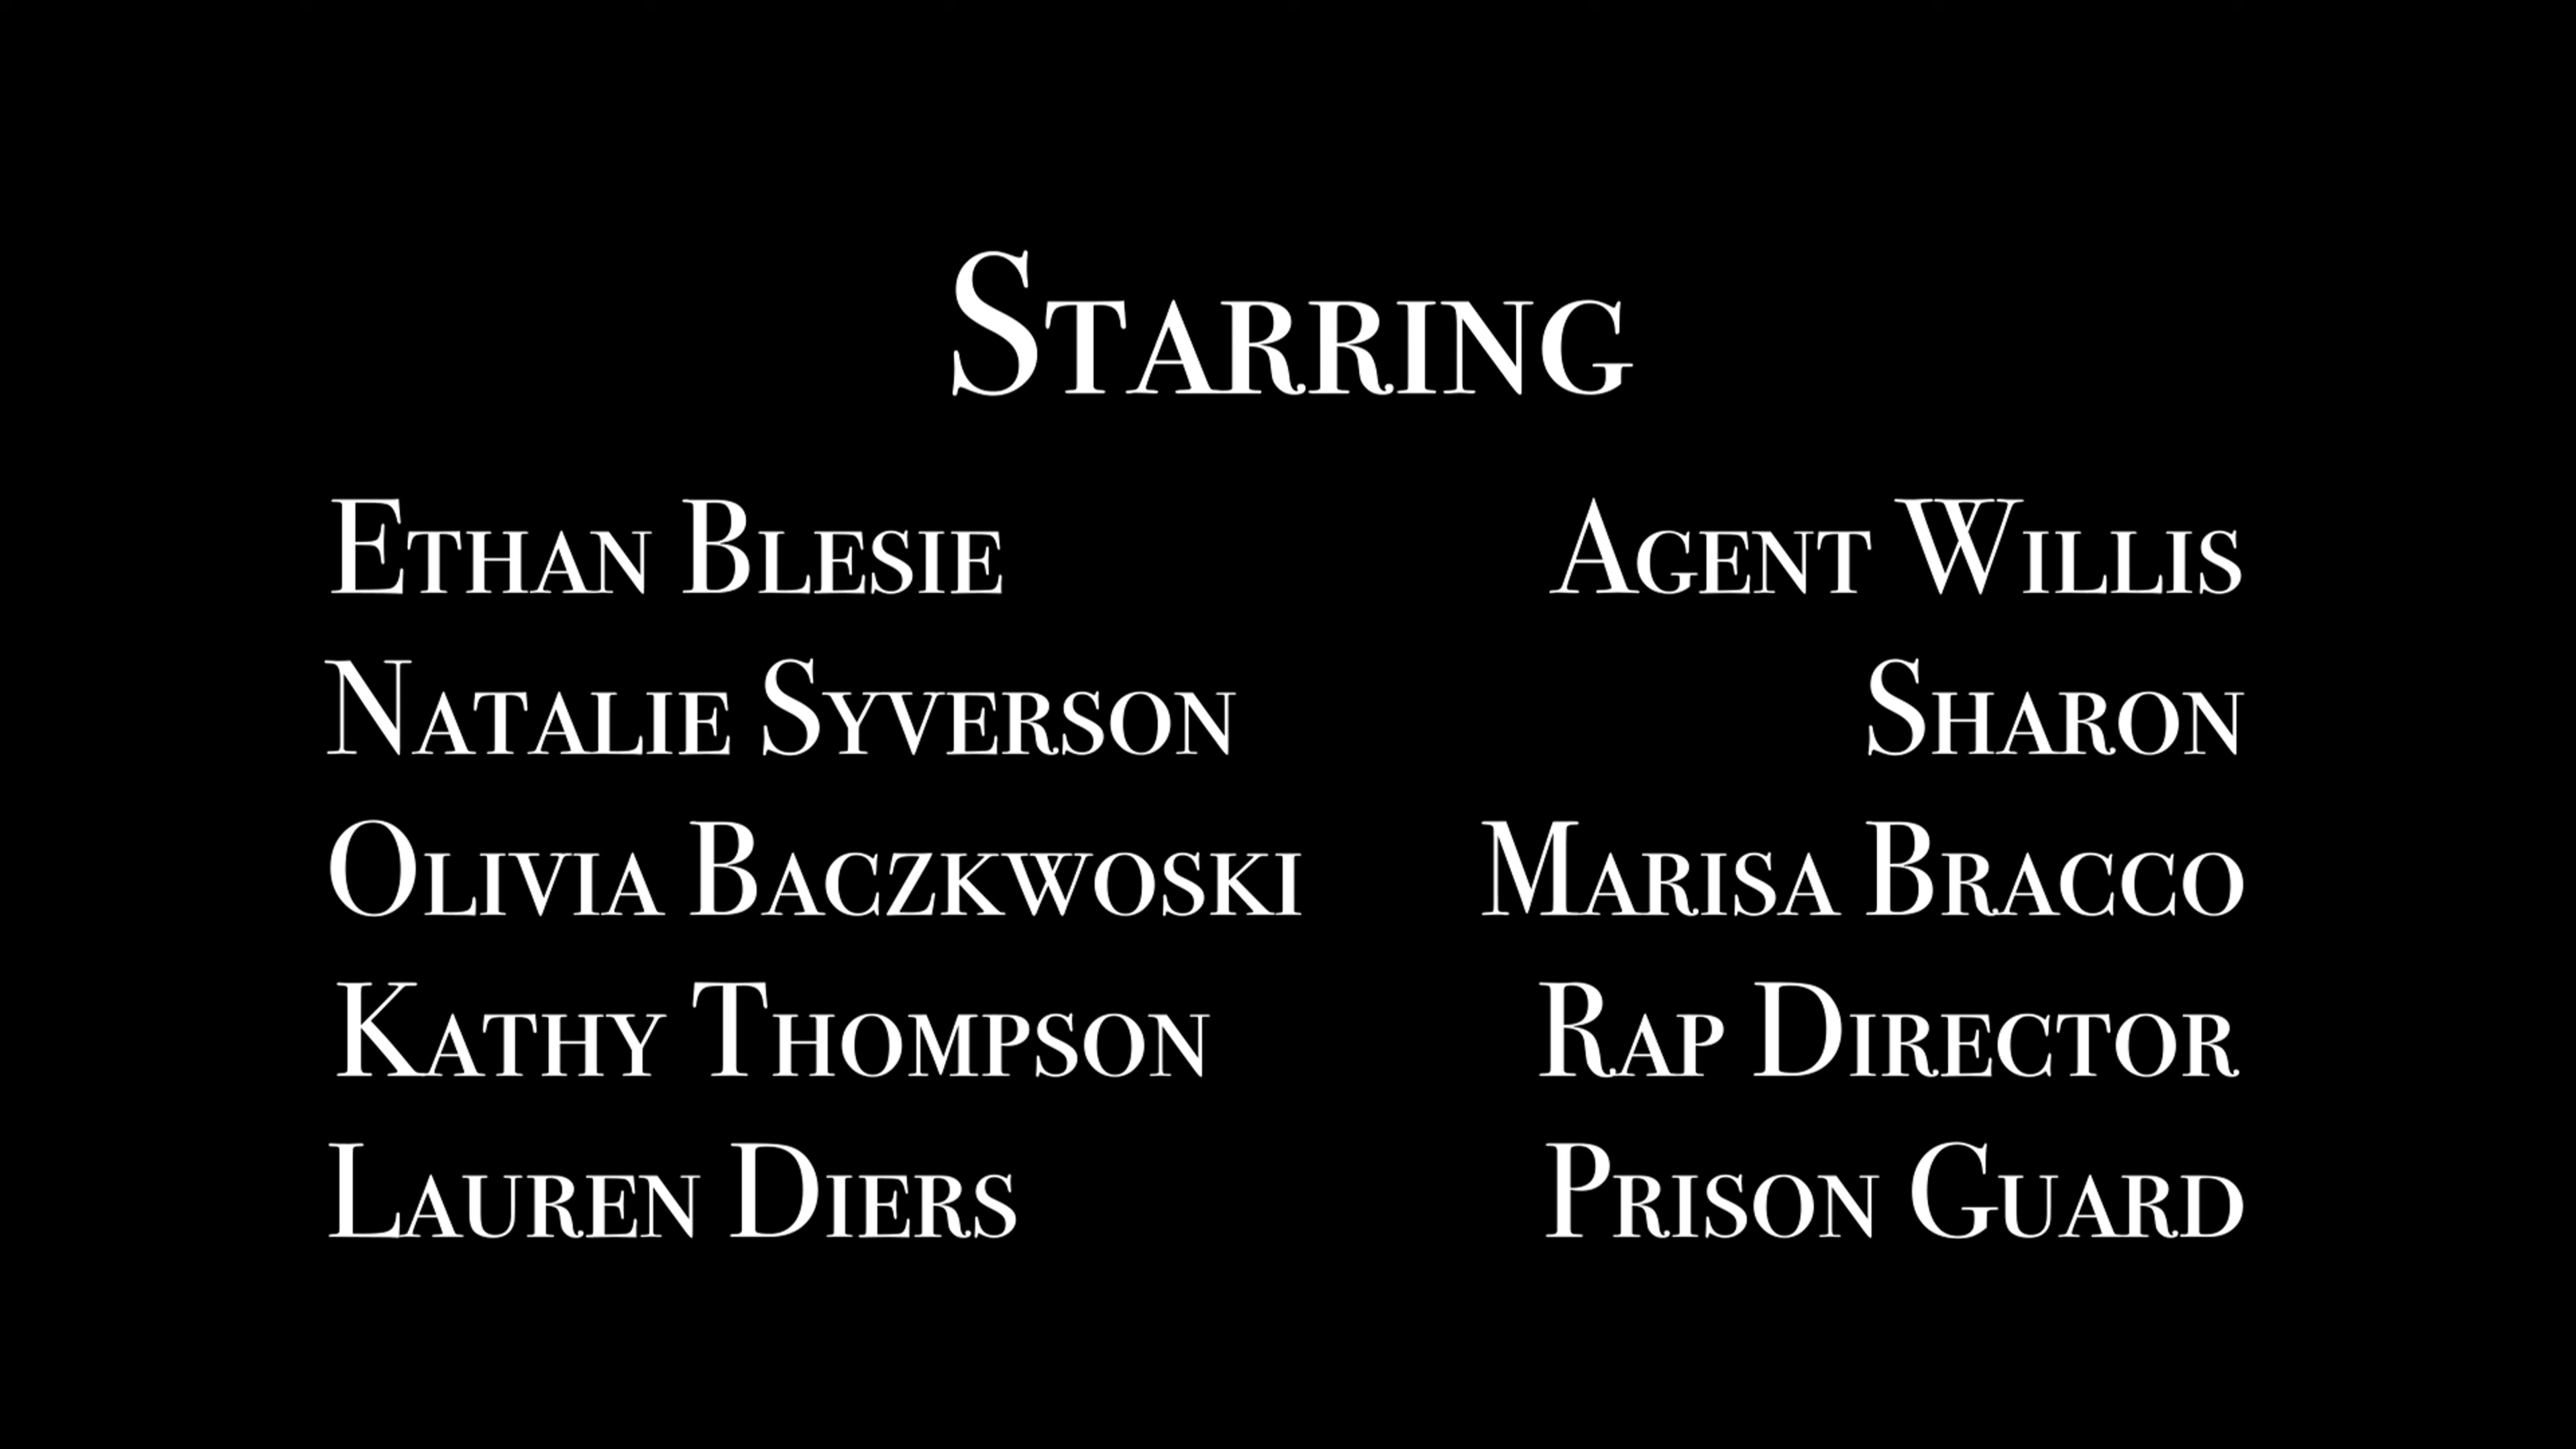 Starring
Ethan Blesie Agent Willis
Natalie Syverson Sharon
Olivia Baczkwoski Marisa Bracco
Kathy Thompson Rap Director
Lauren Diers Prison Guard